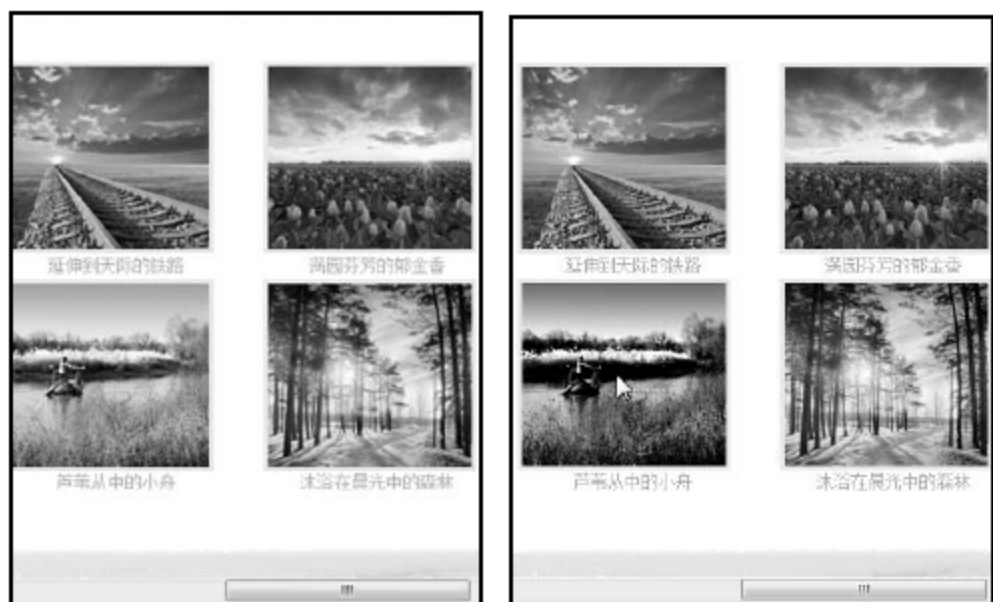 延伸到天际的铁路
满园芬芳的郁金香
芦苇从中的小舟
沐浴在晨光中的森林
延伸到天际的铁路
满园芬芳的郁金香
芦苇从中的小舟
沐浴在晨光中的森林